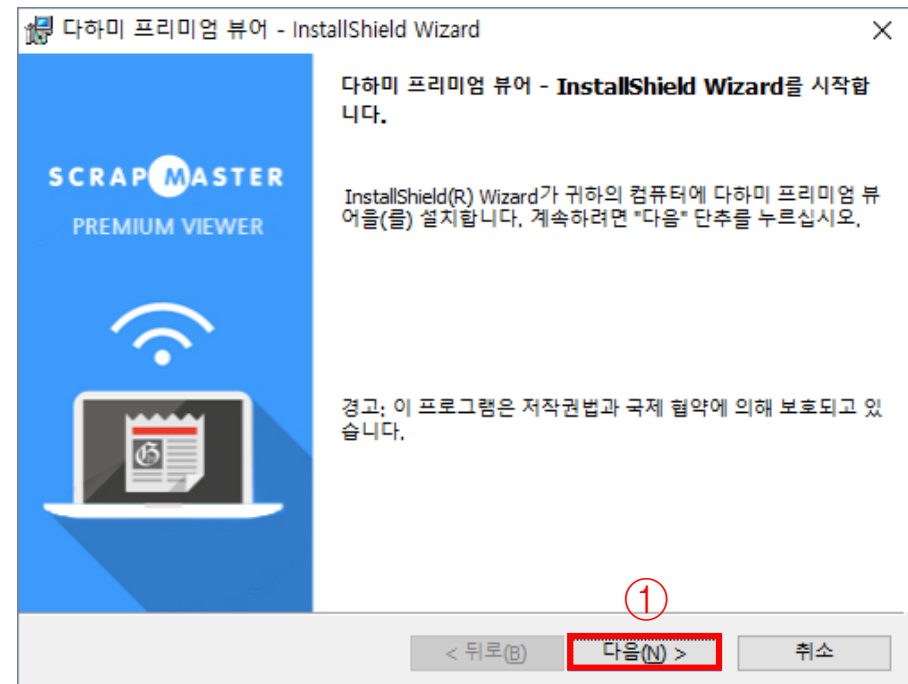 다하미 프리미엄 뷰어 - InstallShield Wizard
다하미 프리미엄 뷰어 - InstallShield Wizard를 시작합
니다.
SCRAP MASTER
PREMIUM VIEWER
InstallShield(R) Wizard가 귀하의 컴퓨터에 다하미 프리미엄 뷰
어을(를) 설치합니다. 계속하려면 "다음" 단추를 누르십시오.
G
경고: 이 프로그램은 저작권법과 국제 협약에 의해 보호되고 있
습니다.
①
< 뒤로(B)
다음(N) >
취소